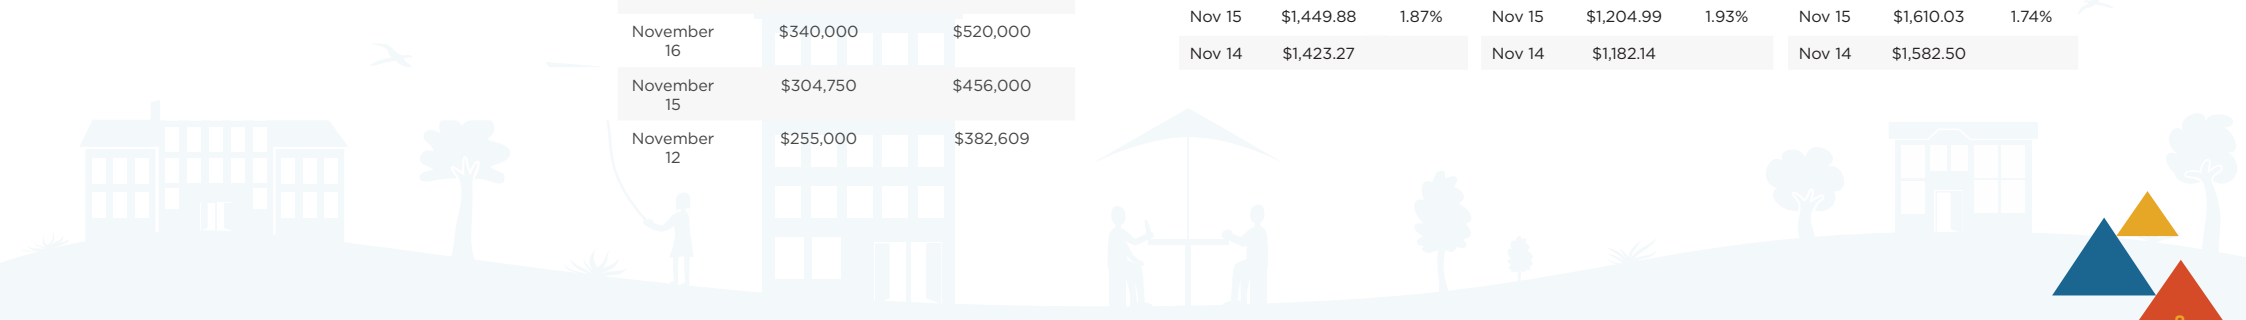 November $340,000 $520,000
16
November $304,750 $456,000
15
November $255,000 $382,609
12
Nov 15 $1,449.88 1.87% Nov 15 $1,204.99 1.93% Nov 15 $1,610.03 1.74%
Nov 14 $1,423.27 Nov 14 $1,182.14 Nov 14 $1,582.50